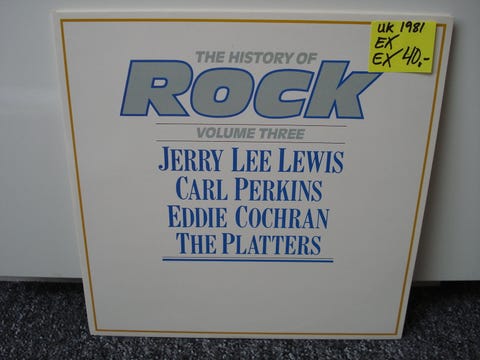 UK 1981
EX
EX 40,-
THE HISTORY OF
ROCK
VOLUME THREE
JERRY LEE LEWIS
CARL PERKINS
EDDIE COCHRAN
THE PLATTERS